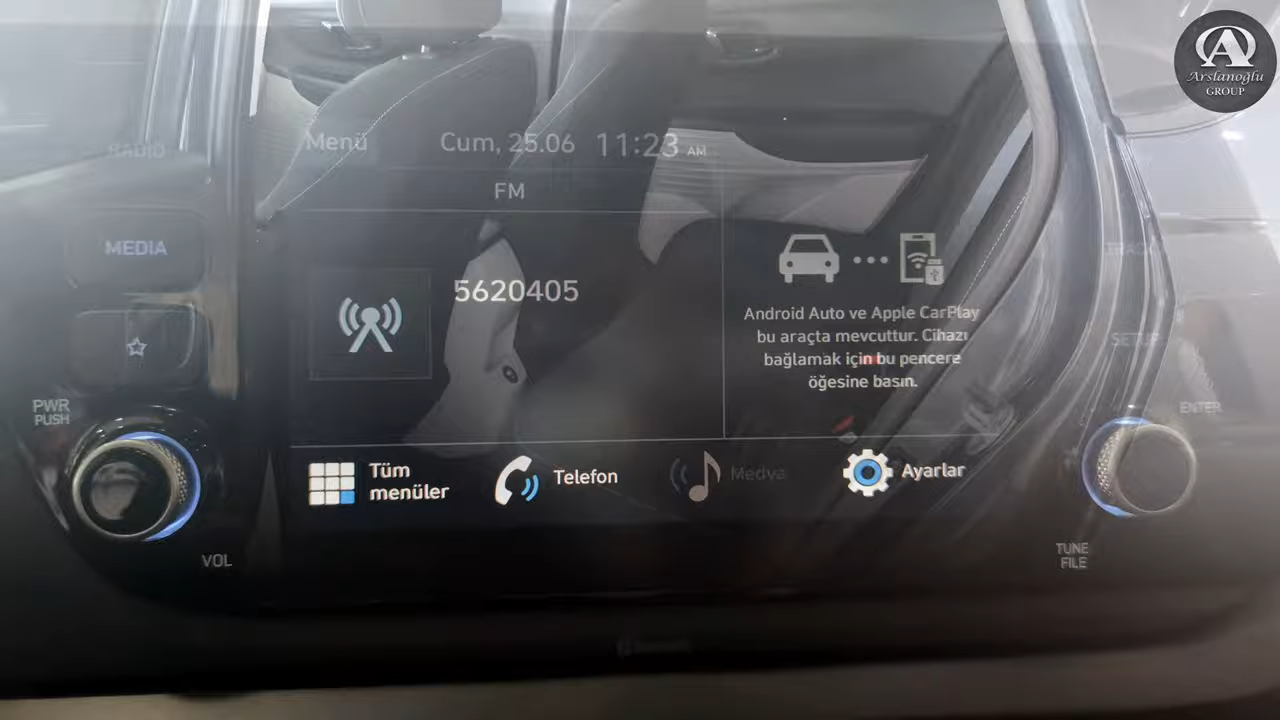 Arslanoğlu
GROUP
Menü
Cum, 25.06
11:23 AM
RADIO
FM
MEDIA
5620405
Android Auto ve Apple CarPlay
bu araçta mevcuttur. Cihazı
bağlamak için bu pencere
öğesine basın.
SETUP
PWR
PUSH
ENTER
Tüm
menüler
Telefon
Medya
Ayarlar
VOL
TUNE
FILE